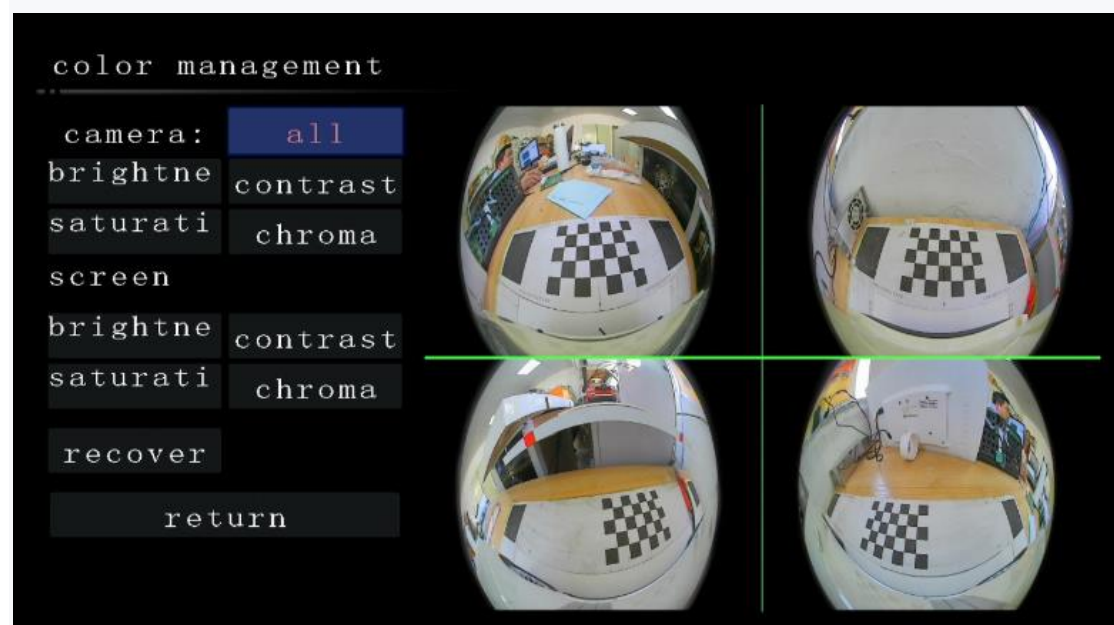 color management
camera: all
brightne contrast
saturati chroma
screen
brightne contrast
saturati chroma
recover
return